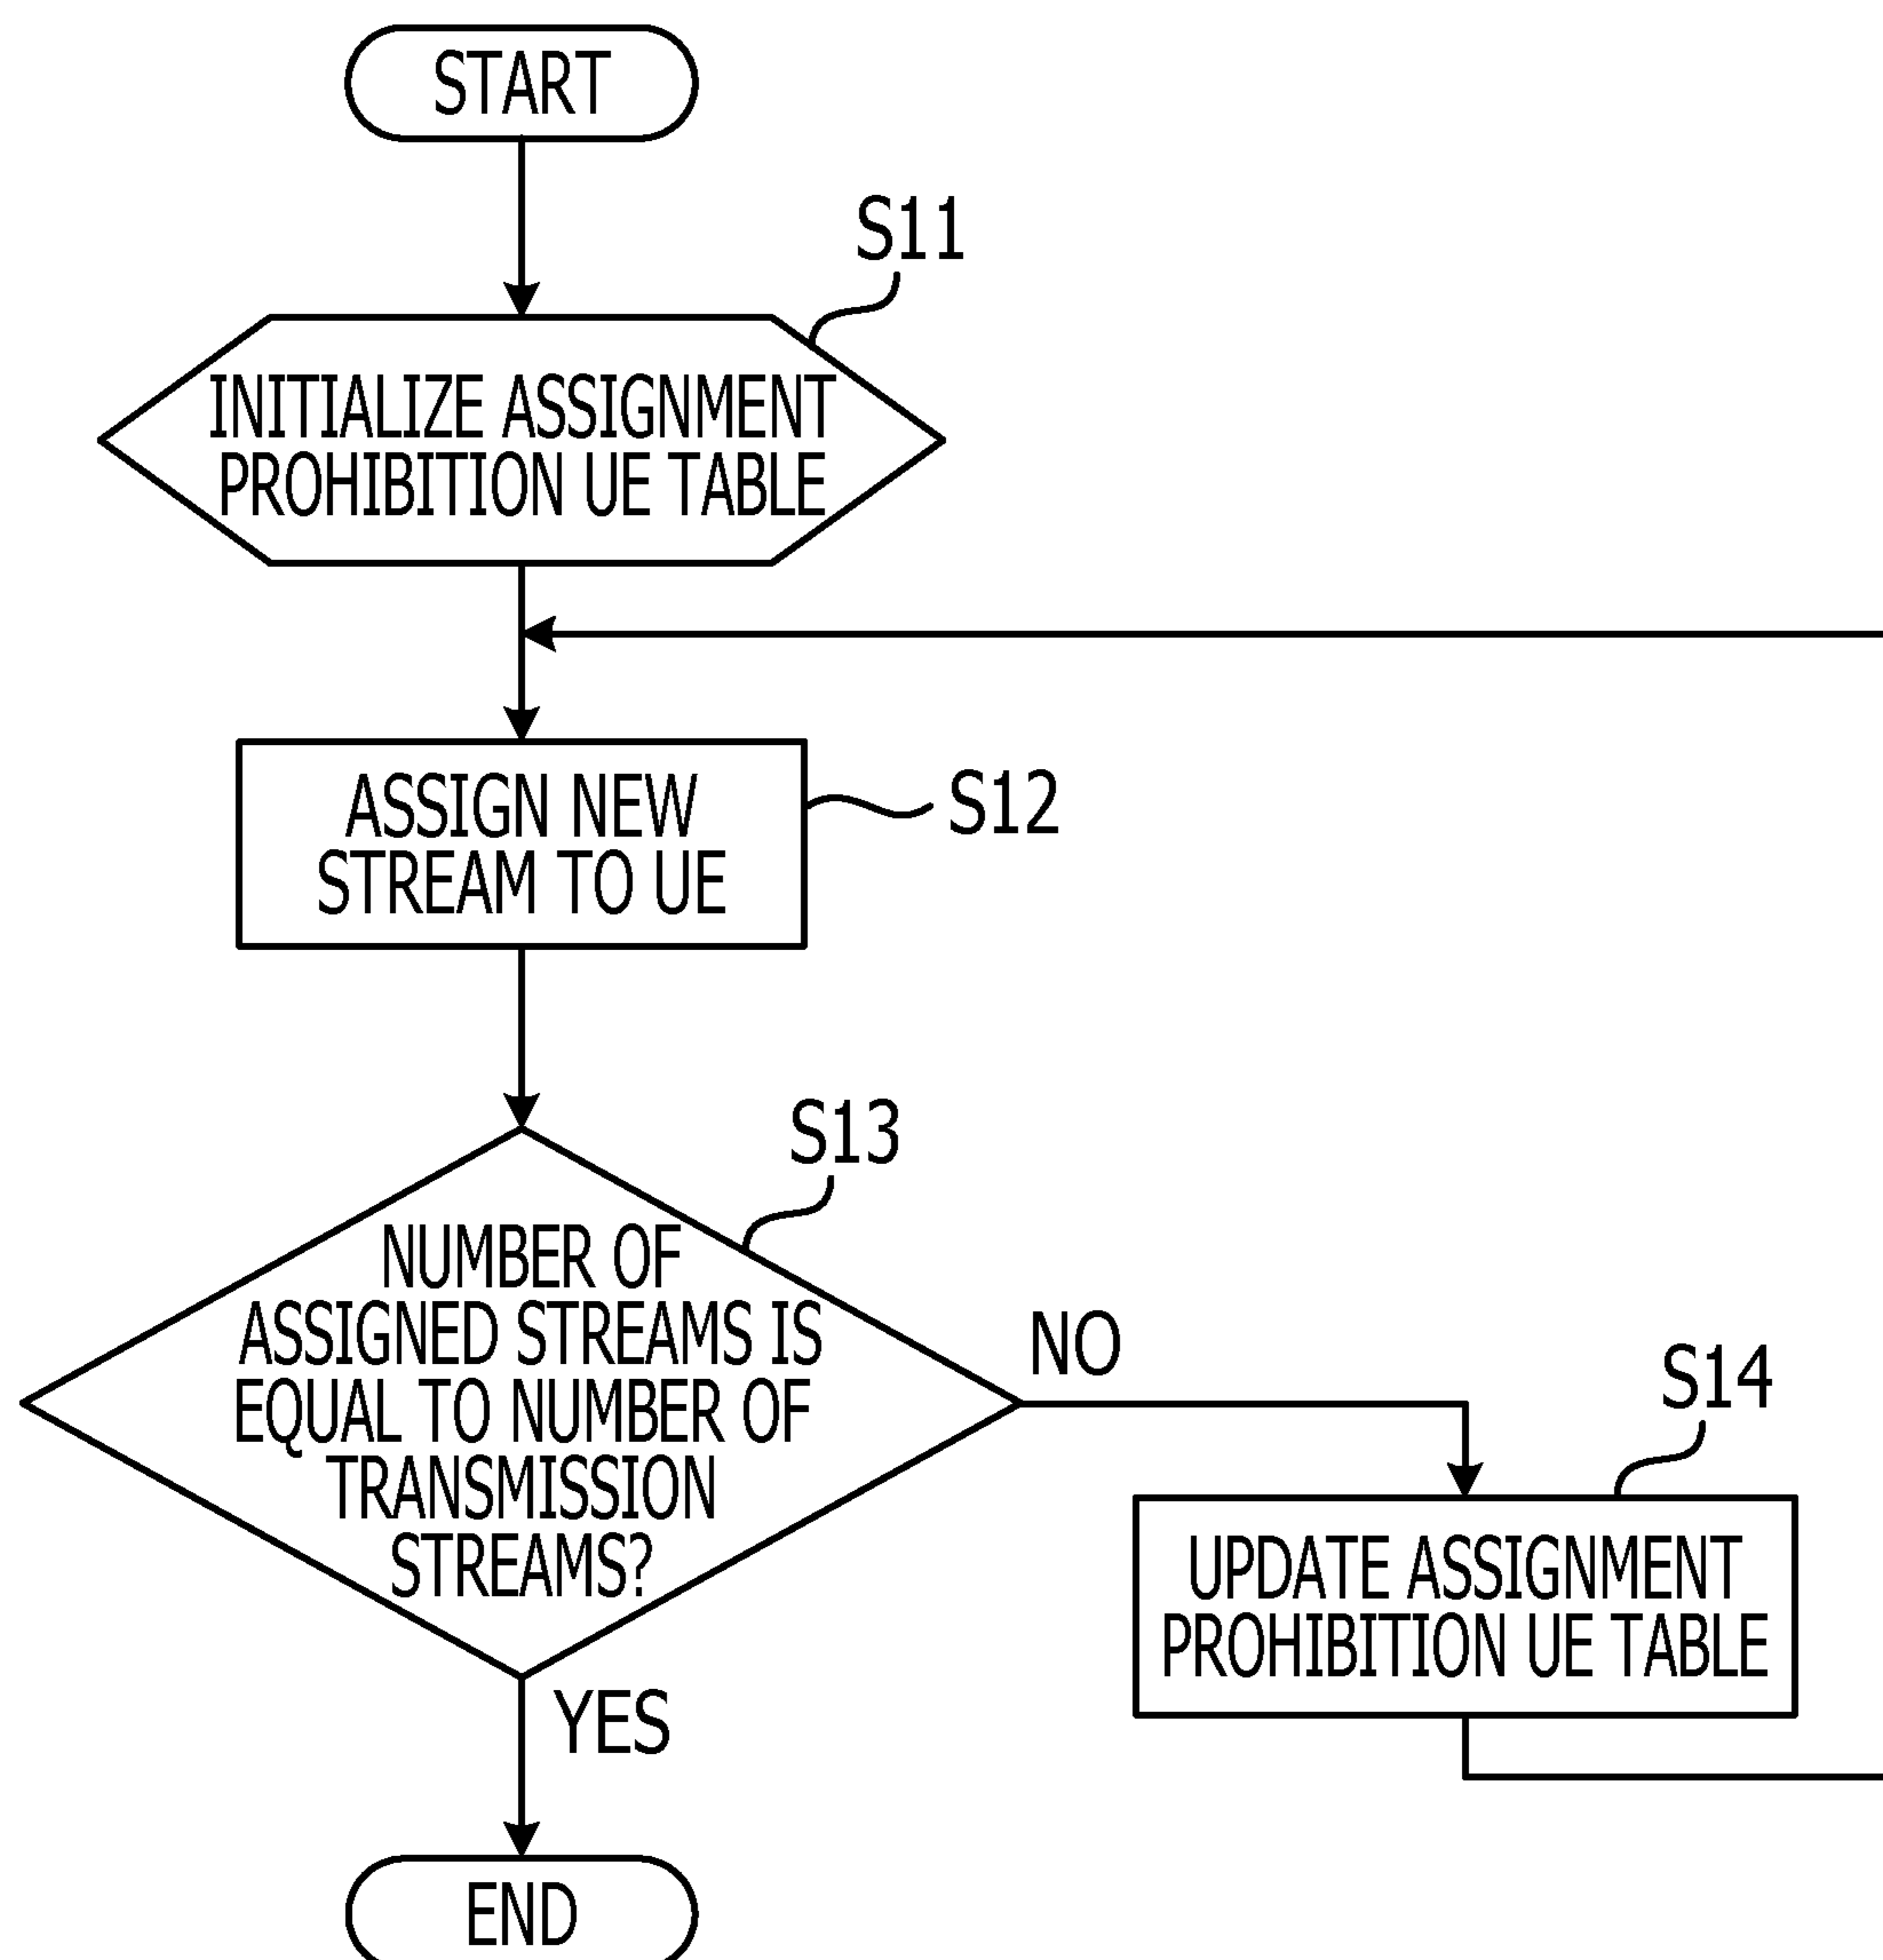 START
S11
INITIALIZE ASSIGNMENT
PROHIBITION UE TABLE
ASSIGN NEW
STREAM TO UE
S12
S13
NUMBER OF
ASSIGNED STREAMS IS
EQUAL TO NUMBER OF
TRANSMISSION
STREAMS?
NO
S14
UPDATE ASSIGNMENT
PROHIBITION UE TABLE
YES
END